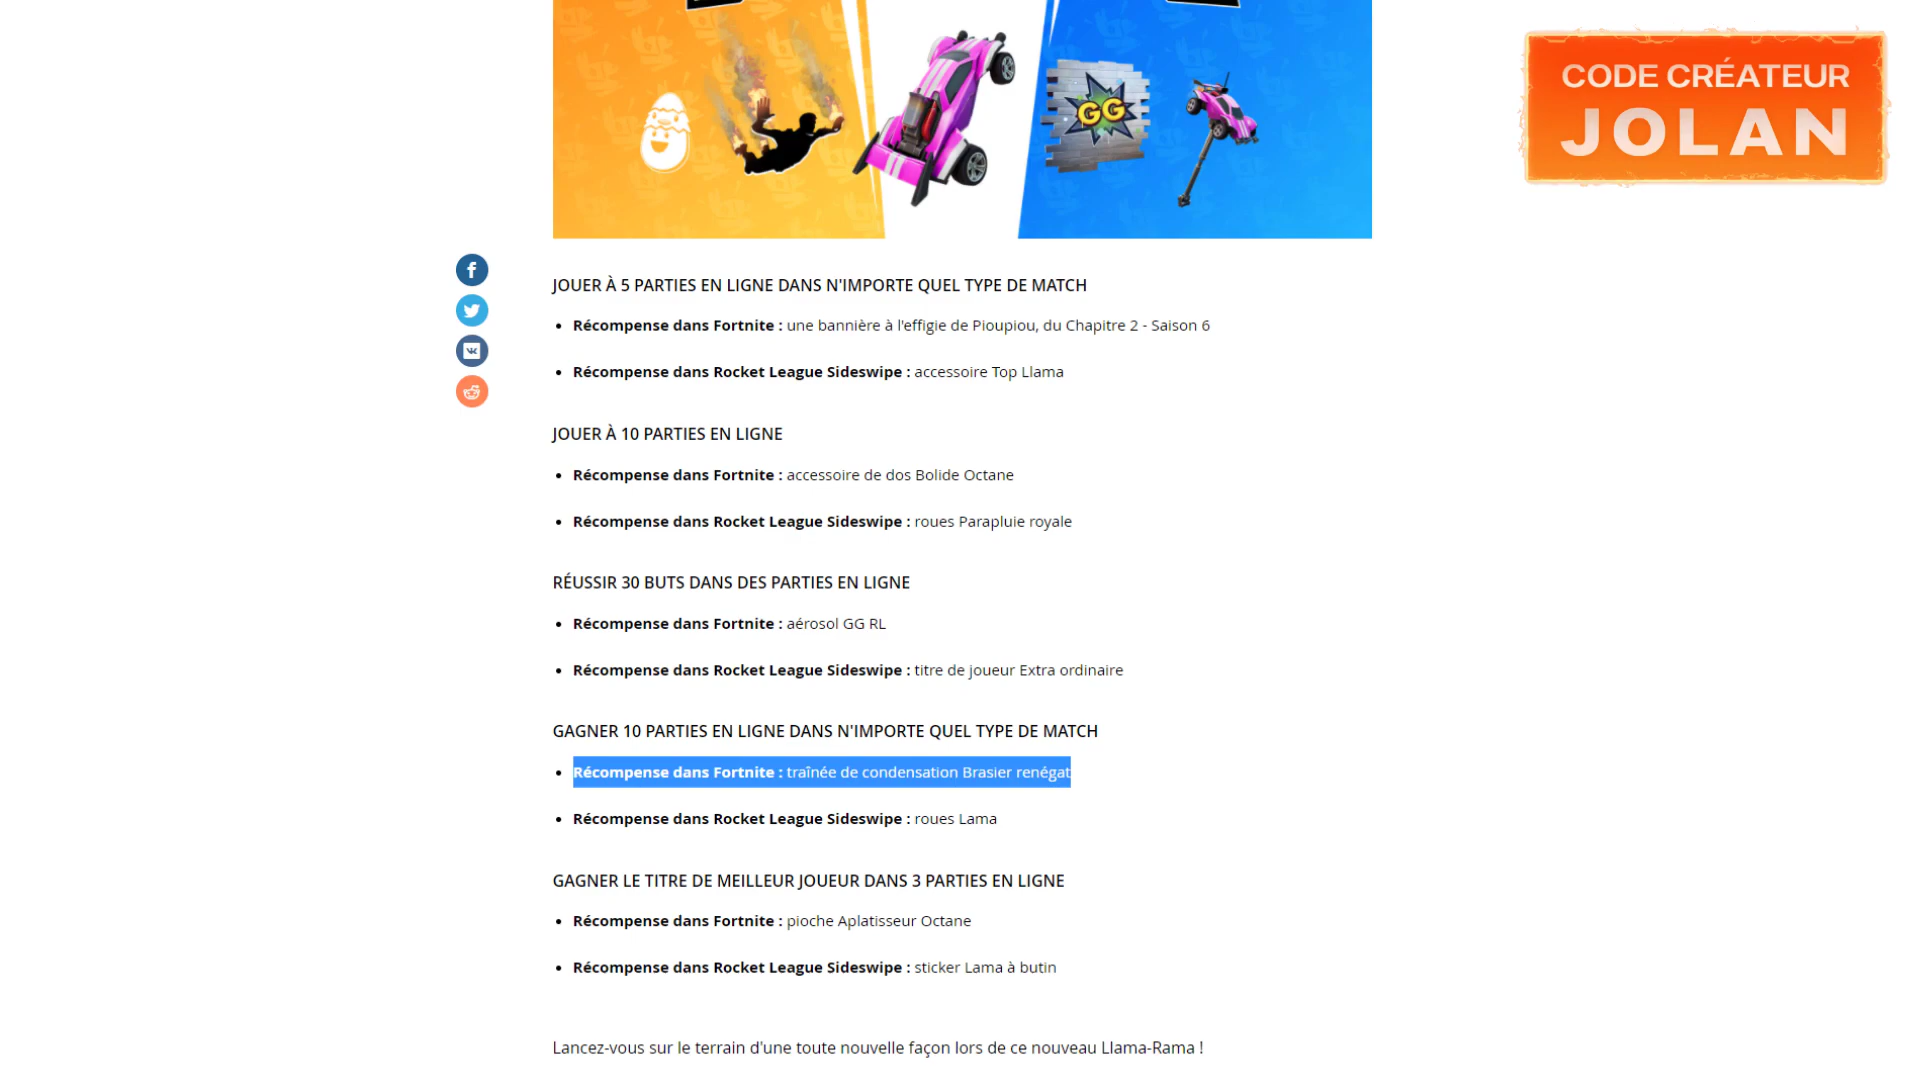 CODE CRÉATEUR
JOLAN
GG
JOUER À 5 PARTIES EN LIGNE DANS N'IMPORTE QUEL TYPE DE MATCH
Récompense dans Fortnite : une bannière à l'effigie de Pioupiou, du Chapitre 2 - Saison 6
Récompense dans Rocket League Sideswipe : accessoire Top Llama
JOUER À 10 PARTIES EN LIGNE
Récompense dans Fortnite : accessoire de dos Bolide Octane
Récompense dans Rocket League Sideswipe : roues Parapluie royale
RÉUSSIR 30 BUTS DANS DES PARTIES EN LIGNE
Récompense dans Fortnite : aérosol GG RL
Récompense dans Rocket League Sideswipe : titre de joueur Extra ordinaire
GAGNER 10 PARTIES EN LIGNE DANS N'IMPORTE QUEL TYPE DE MATCH
Récompense dans Fortnite : traînée de condensation Brasier renégat
Récompense dans Rocket League Sideswipe : roues Lama
GAGNER LE TITRE DE MEILLEUR JOUEUR DANS 3 PARTIES EN LIGNE
Récompense dans Fortnite : pioche Aplatisseur Octane
Récompense dans Rocket League Sideswipe : sticker Lama à butin
Lancez-vous sur le terrain d'une toute nouvelle façon lors de ce nouveau Llama-Rama !